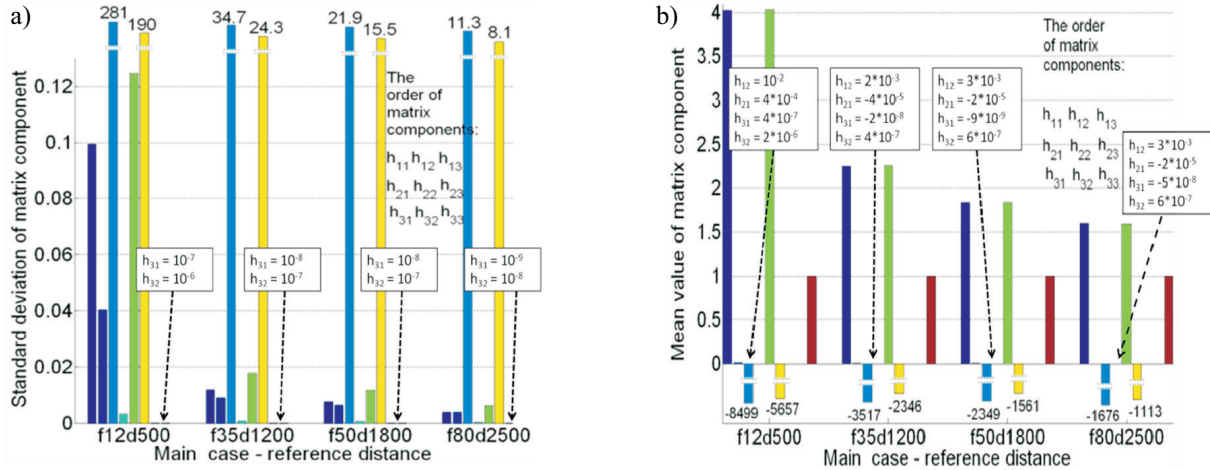 a)
281
190
34.7
24.3
21.9
15.5
11.3
8.1
Standard deviation of matrix component
0.12
0.1
0.08
0.06
0.04
0.02
0
The
order of
matrix
components:
h11 h12 h13
h21 h22 h23
h31 h32 h33
h31 = 10-7
h32 = 10-6
h31 = 10-8
h32 = 10-7
h31 = 10-8
h32 = 10-7
h31 = 10-9
h32 = 10-8
f12d500
f35d1200
f50d1800
f80d2500
Main case - reference distance
b)
Mean value of matrix component
4
3.5
3
2.5
2
1.5
1
0.5
0
The order
of matrix
components:
h11 h12 h13
h21 h22 h23
h31 h32 h33
h12 = 10-2
h21 = 4*10-4
h31 = 4*10-7
h32 = 2*10-6
h12 = 2*10-3
h21 = -4*10-5
h31 = -2*10-8
h32 = 4*10-7
h12 = 3*10-3
h21 = -2*10-5
h31 = -9*10-9
h32 = 6*10-7
h12 = 3*10-3
h21 = -2*10-5
h31 = -5*10-8
h32 = 6*10-7
-8499
-5657
-3517
-2346
-2349
-1561
-1676
-1113
f12d500
f35d1200
f50d1800
f80d2500
Main case - reference distance